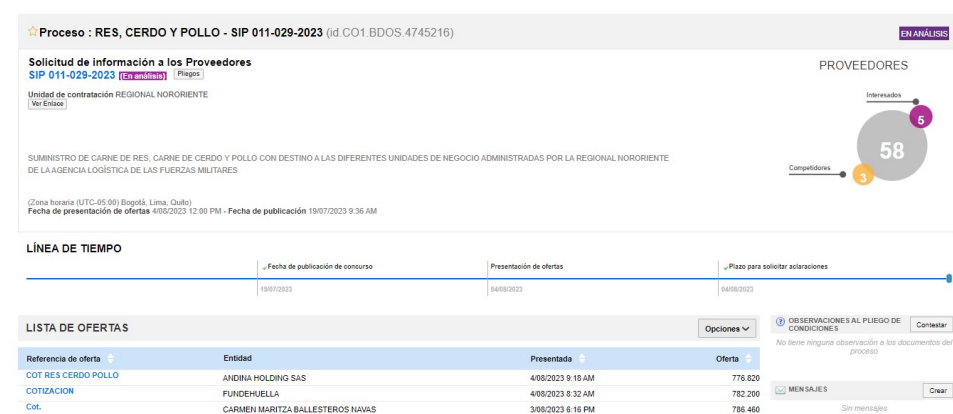 Proceso : RES, CERDO Y POLLO - SIP 011-029-2023 (id.CO1.BDOS.4745216)
EN ANÁLISIS
Solicitud de información a los Proveedores
SIP 011-029-2023 (En análisis) Pliegos
Unidad de contratación REGIONAL NORORIENTE
Ver Enlace
PROVEEDORES
Interesados
5
58
Competidores
3
SUMINISTRO DE CARNE DE RES, CARNE DE CERDO Y POLLO CON DESTINO A LAS DIFERENTES UNIDADES DE NEGOCIO ADMINISTRADAS POR LA REGIONAL NORORIENTE
DE LA AGENCIA LOGÍSTICA DE LAS FUERZAS MILITARES
(Zona horaria (UTC-05:00) Bogotá, Lima, Quito)
Fecha de presentación de ofertas 4/08/2023 12:00 PM - Fecha de publicación 19/07/2023 9:36 AM
LÍNEA DE TIEMPO
Fecha de publicación de concurso Presentación de ofertas Plazo para solicitar aclaraciones
19/07/2023 04/08/2023 04/08/2023
LISTA DE OFERTAS Opciones
Referencia de oferta Entidad Presentada Oferta
COT RES CERDO POLLO ANDINA HOLDING SAS 4/08/2023 9:18 AM 776.820
COTIZACION FUNDEHUELLA 4/08/2023 8:32 AM 782.200
Cot. CARMEN MARITZA BALLESTEROS NAVAS 3/08/2023 6:16 PM 786.460
OBSERVACIONES AL PLIEGO DE
CONDICIONES
Contestar
No tiene ninguna observación a los documentos del
proceso
MENSAJES Crear
Sin mensajes